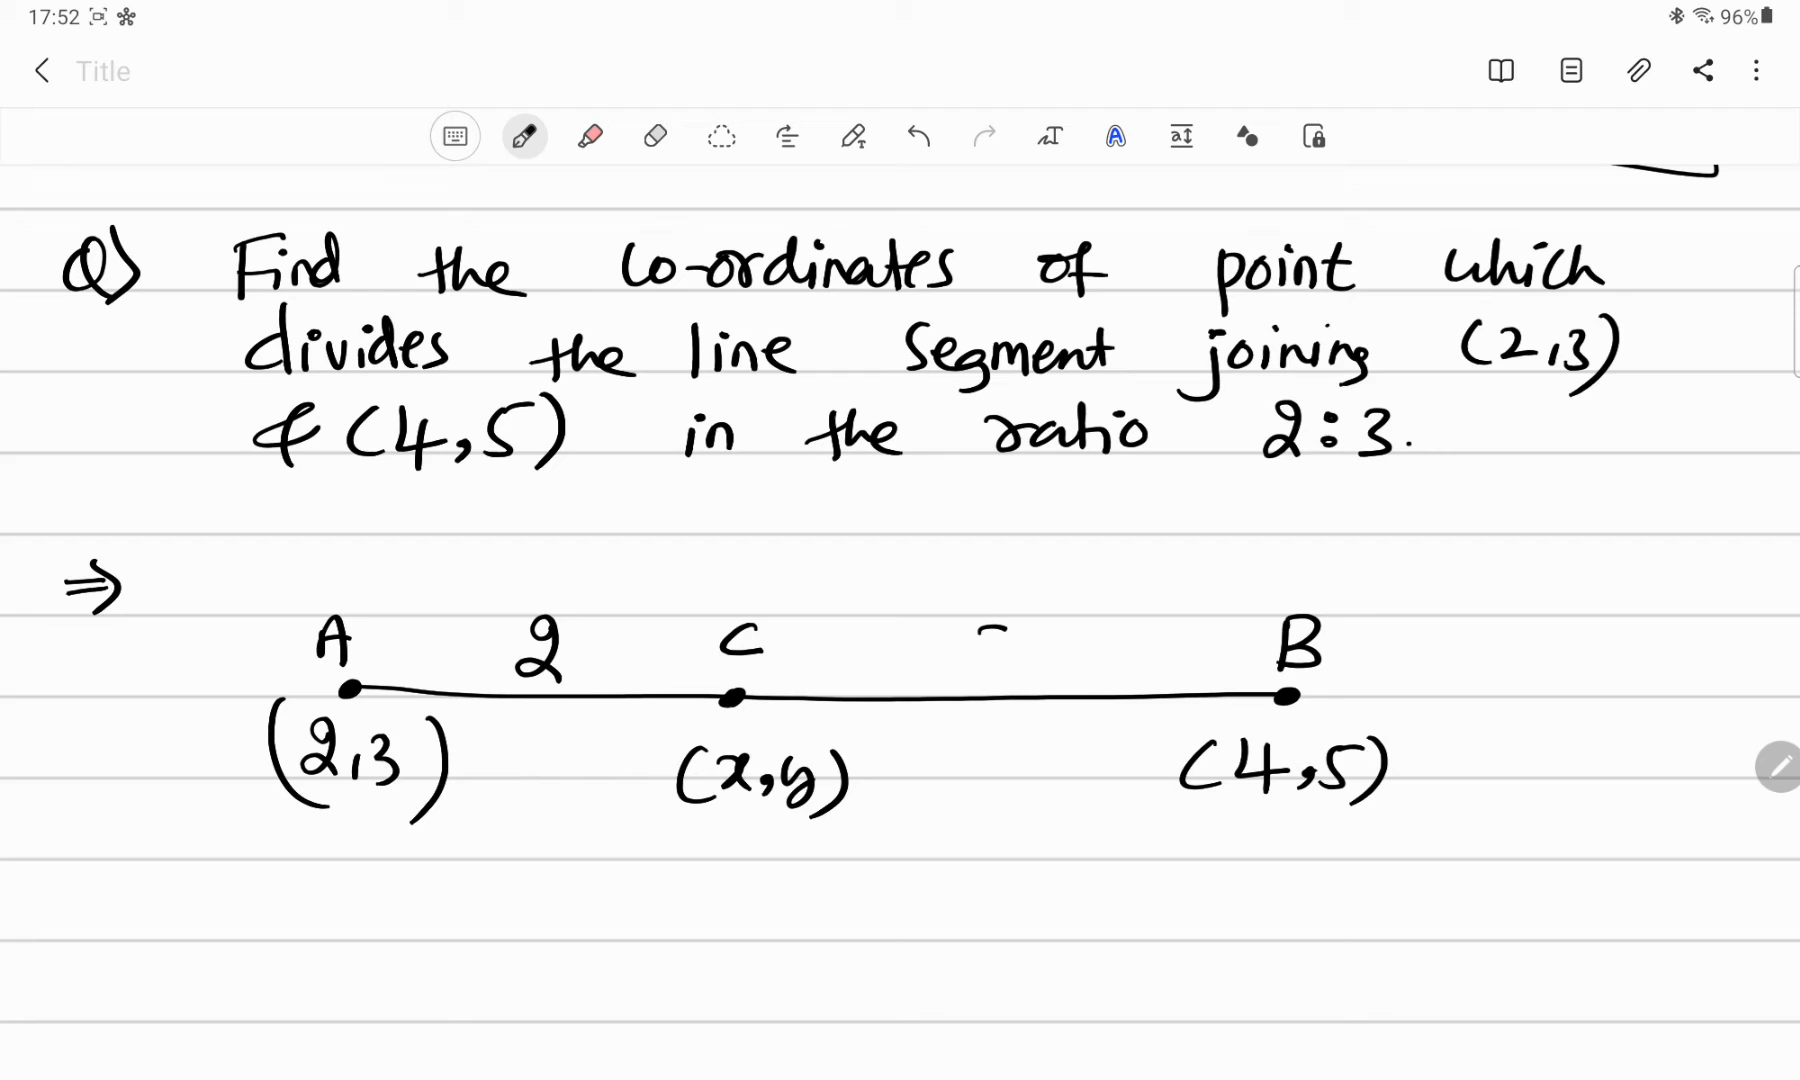 17:52 96%
Title
Q) Find the co-ordinates of point which
divides the line segment joining (2,3)
& (4,5) in the ratio 2:3.
⇒
A 2 C B
(2,3) (x,y) (4,5)